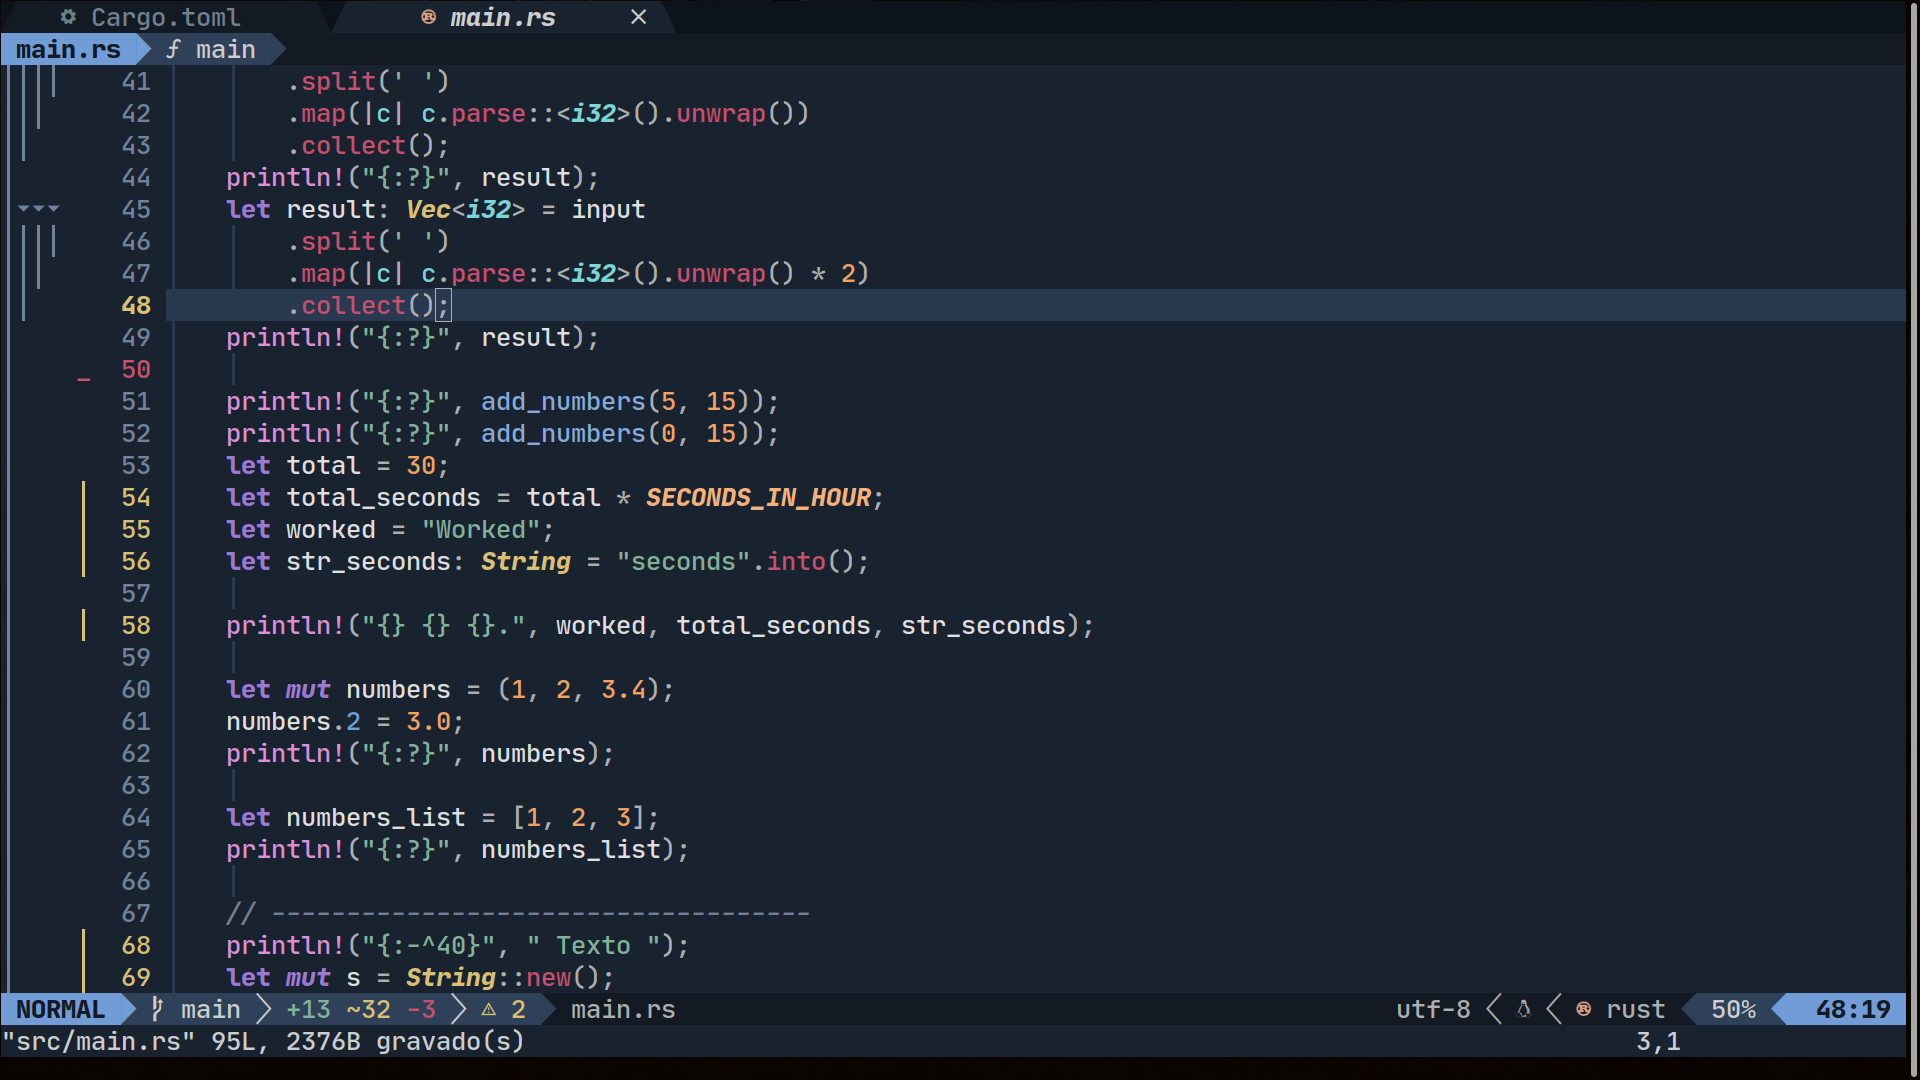 Cargo.toml main.rs ×
main.rs main
41 .split(' ')
42 .map(|c| c.parse::<i32>().unwrap())
43 .collect();
44 println!("{:?}", result);
45 let result: Vec<i32> = input
46 .split(' ')
47 .map(|c| c.parse::<i32>().unwrap() * 2)
48 .collect();
49 println!("{:?}", result);
50
51 println!("{:?}", add_numbers(5, 15));
52 println!("{:?}", add_numbers(0, 15));
53 let total = 30;
54 let total_seconds = total * SECONDS_IN_HOUR;
55 let worked = "Worked";
56 let str_seconds: String = "seconds".into();
57
58 println!("{} {} {}.", worked, total_seconds, str_seconds);
59
60 let mut numbers = (1, 2, 3.4);
61 numbers.2 = 3.0;
62 println!("{:?}", numbers);
63
64 let numbers_list = [1, 2, 3];
65 println!("{:?}", numbers_list);
66
67 // ------------------------------------
68 println!("{:-^40}", " Texto ");
69 let mut s = String::new();
NORMAL main +13 ~32 -3 2 main.rs utf-8 rust 50% 48:19
"src/main.rs" 95L, 2376B gravado(s) 3,1